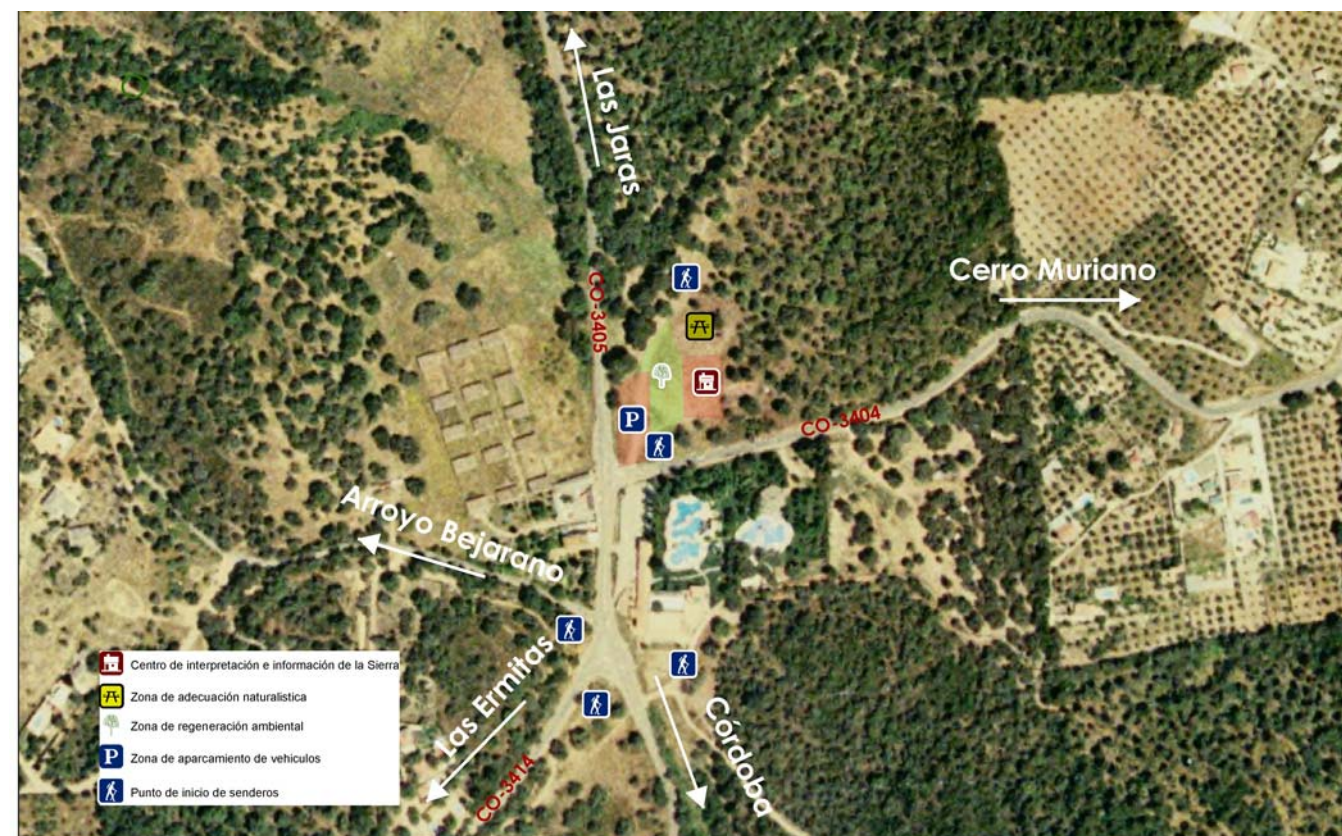 Las Jaras
Cerro Muriano
CO-3405
CO-3404
P
Arroyo Bejarano
Las Ermitas
Córdoba
CO-3414
Centro de interpretación e información de la Sierra
Zona de adecuación naturalistica
Zona de regeneración ambiental
P Zona de aparcamiento de vehiculos
Punto de inicio de senderos